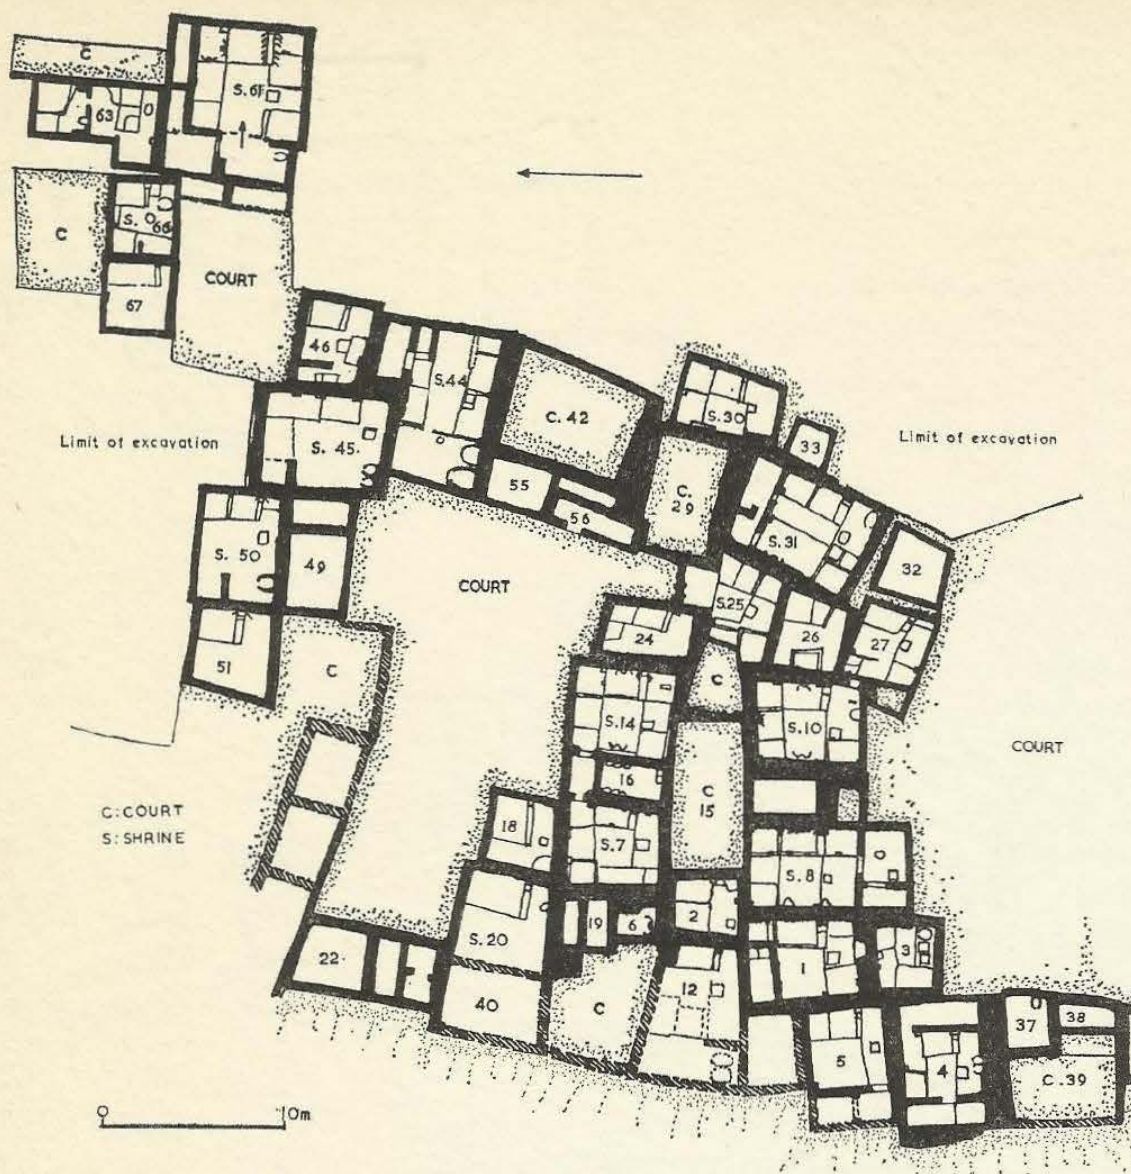 C
S.61
63
C
S. 66
67
COURT
46
S.44
C. 42
S.30
33
Limit of excavation
S. 45.
Limit of excavation
55
C.
29
56
S.31
S. 50
49
COURT
32
S.25
24
26
27
51
C
C
S.14
S.10
COURT
16
C
15
C:COURT
S:SHRINE
18
S.7
S.8
2
19
6
S.20
1
3
22.
12
40
C
37
38
5
4
C.39
0 10m